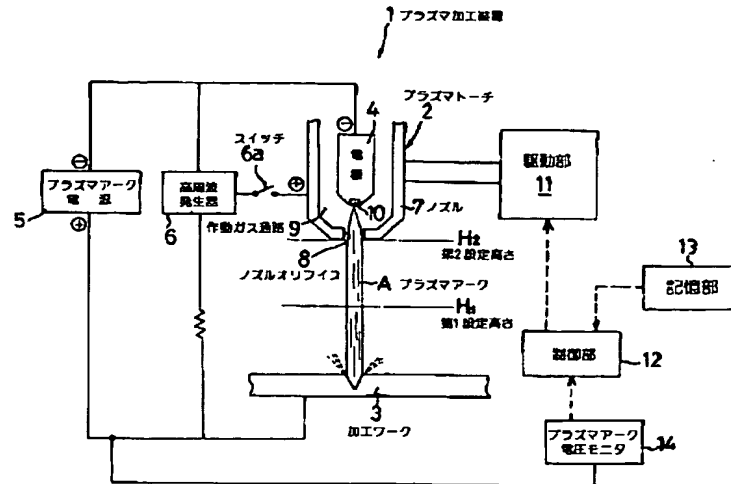 1 プラズマ加工装置
プラズマトーチ
2
⊖
4
電極
スイッチ
6a
⊕
⊖
プラズマアーク電源
5
⊕
高周波発生器
6
作動ガス通路
9
10
7 ノズル
8
ノズルオリフィス
H2
第2設定高さ
A プラズマアーク
H1
第1設定高さ
3
加工ワーク
駆動部
11
13
記憶部
制御部
12
プラズマアーク
電圧モニタ
14